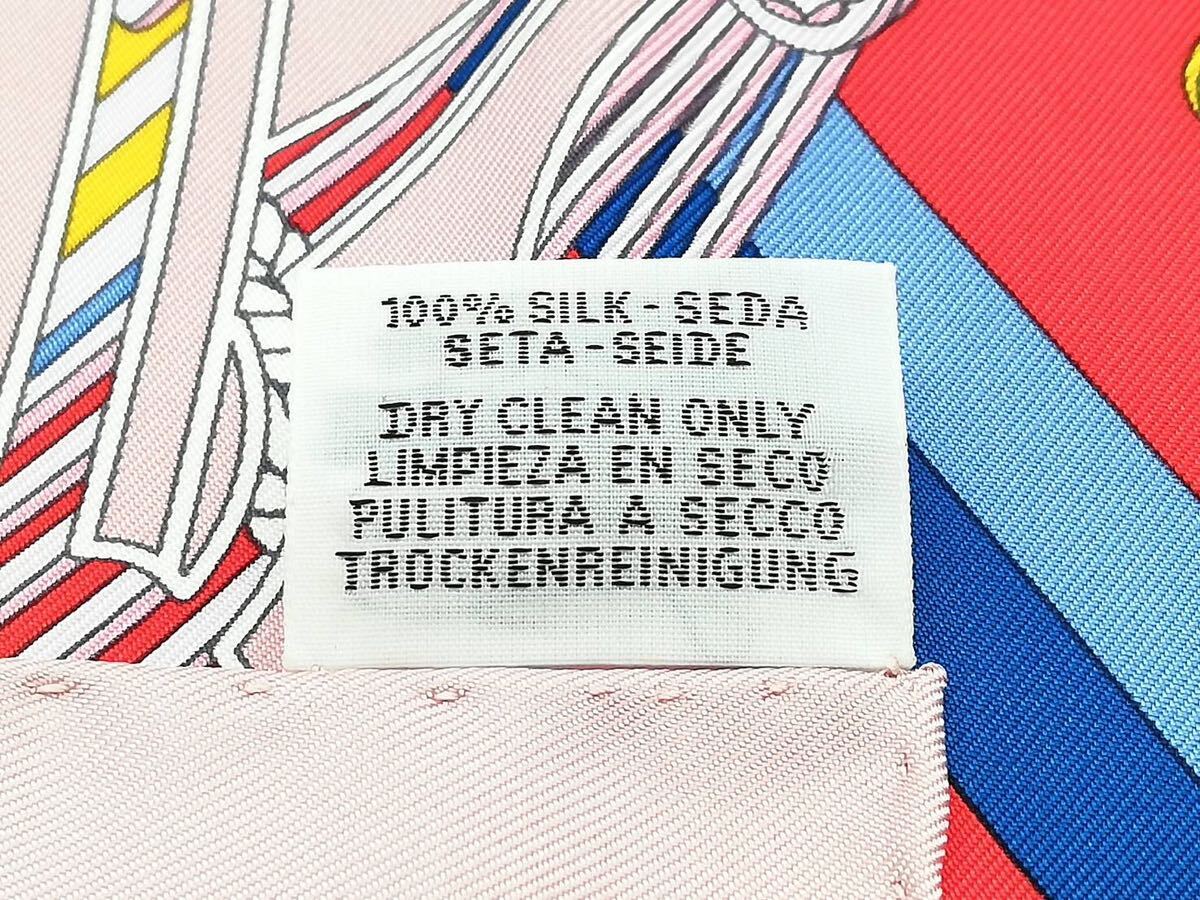 100% SILK - SEDA
SETA - SEIDE
DRY CLEAN ONLY
LIMPIEZA EN SECO
PULITURA A SECCO
TROCKENREINIGUNG